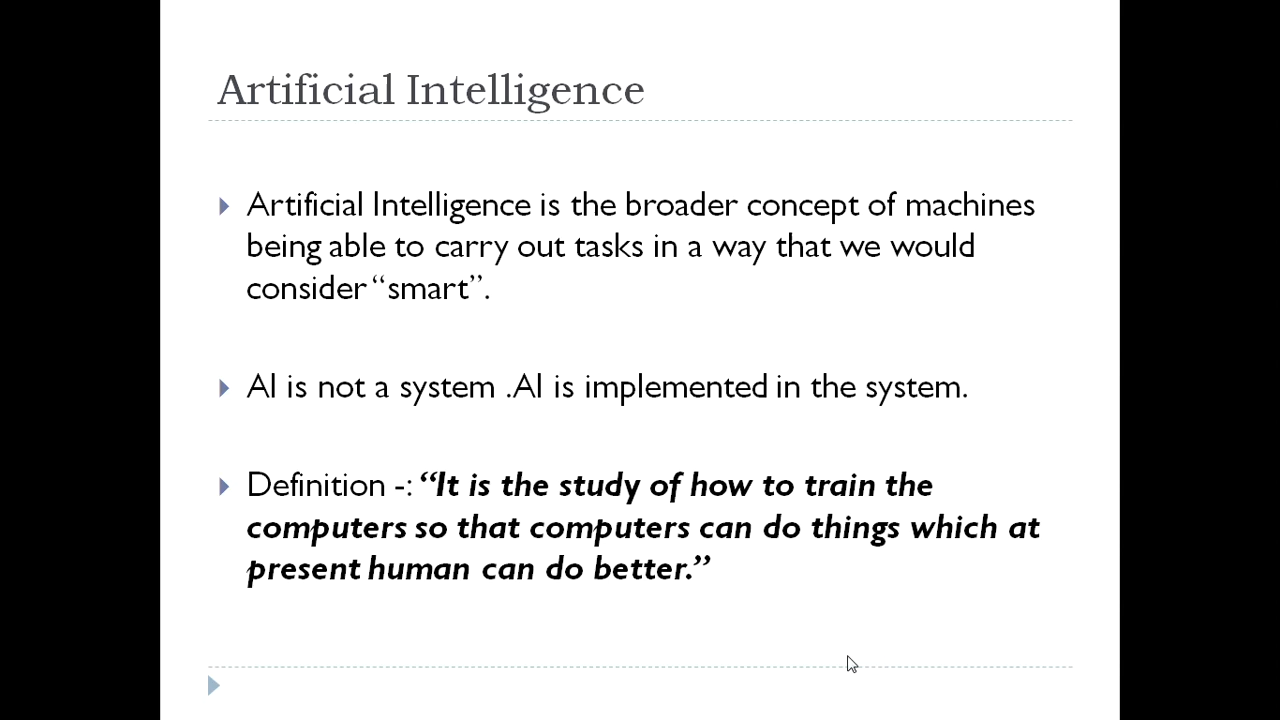 Artificial Intelligence
Artificial Intelligence is the broader concept of machines
being able to carry out tasks in a way that we would
consider “smart”.
AI is not a system .AI is implemented in the system.
Definition -: “It is the study of how to train the
computers so that computers can do things which at
present human can do better.”